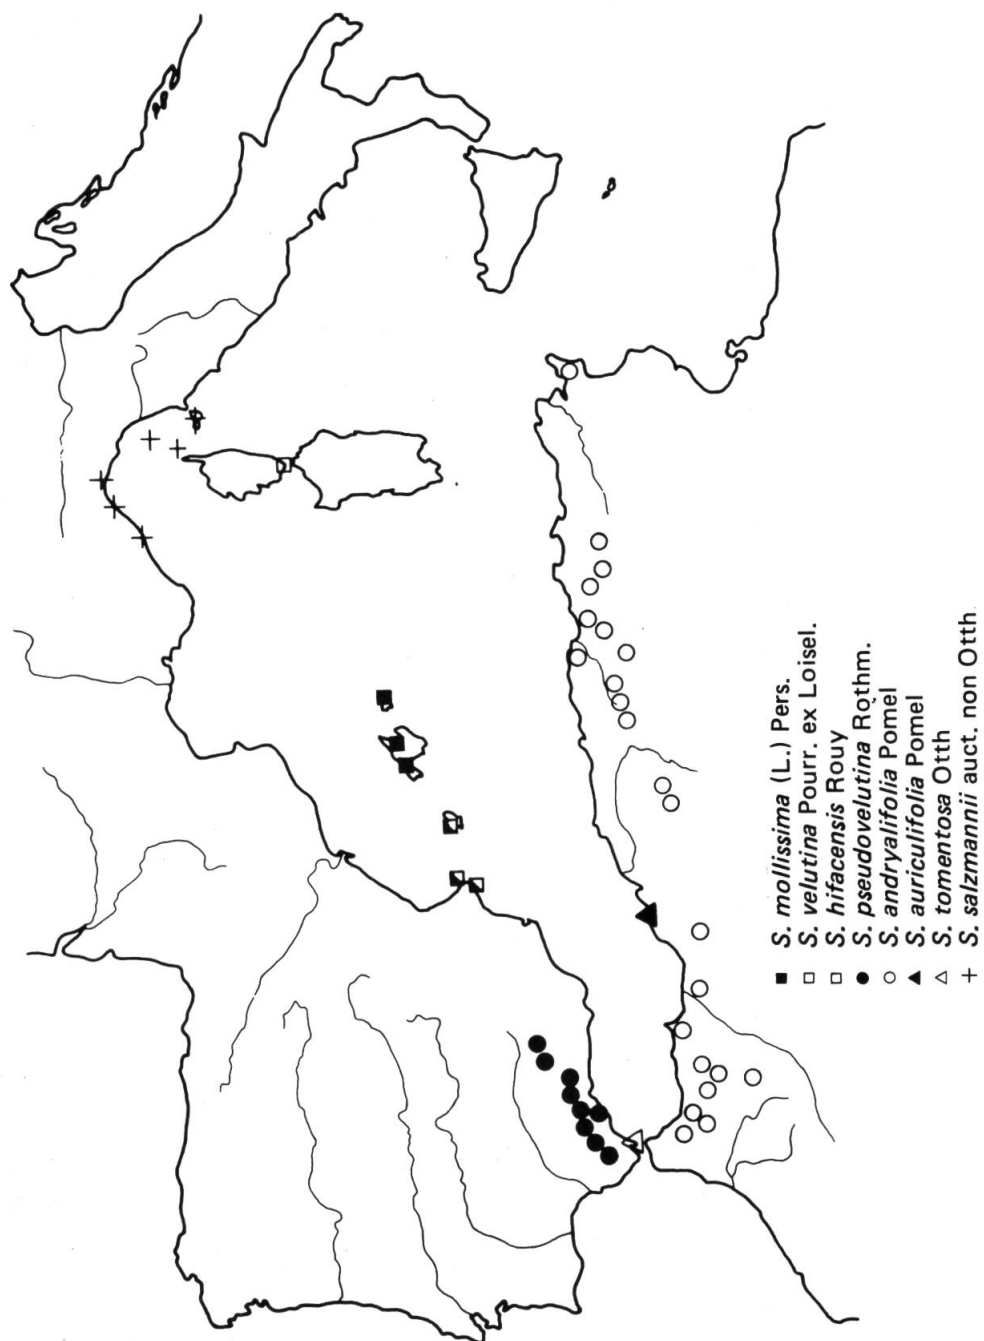 S. mollissima (L.) Pers.
S. velutina Pourr. ex Loisel.
S. hifacensis Rouy
S. pseudovelutina Rothm.
S. andryalifolia Pomel
S. auriculifolia Pomel
S. tomentosa Otth
S. salzmannii auct. non Otth